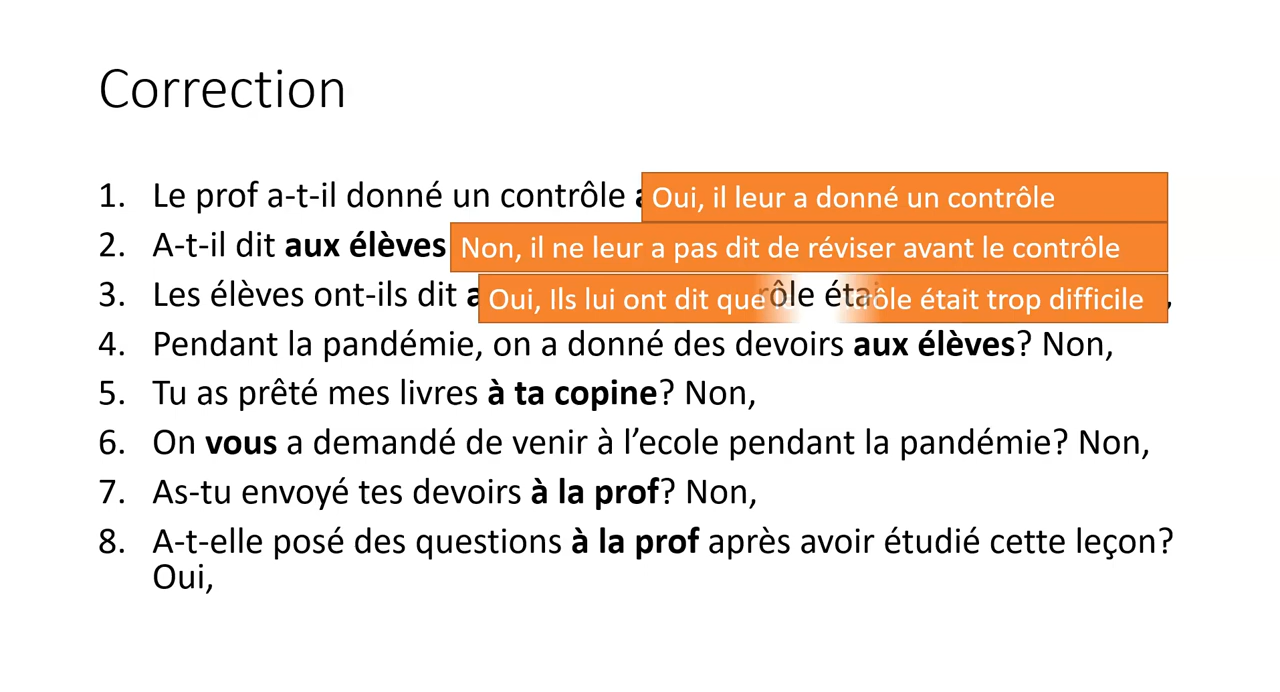 Correction
1. Le prof a-t-il donné un contrôle Oui, il leur a donné un contrôle
2. A-t-il dit aux élèves Non, il ne leur a pas dit de réviser avant le contrôle
3. Les élèves ont-ils dit Oui, Ils lui ont dit que était trop difficile
4. Pendant la pandémie, on a donné des devoirs aux élèves? Non,
5. Tu as prêté mes livres à ta copine? Non,
6. On vous a demandé de venir à l’ecole pendant la pandémie? Non,
7. As-tu envoyé tes devoirs à la prof? Non,
8. A-t-elle posé des questions à la prof après avoir étudié cette leçon?
Oui,